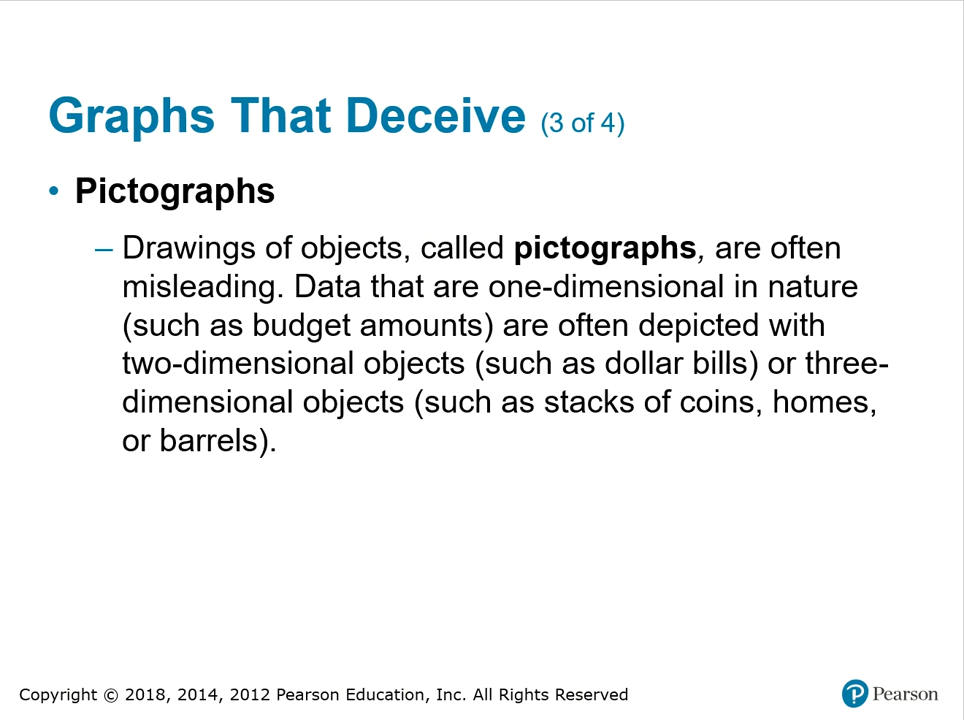 Graphs That Deceive (3 of 4)
• Pictographs
– Drawings of objects, called pictographs, are often
misleading. Data that are one-dimensional in nature
(such as budget amounts) are often depicted with
two-dimensional objects (such as dollar bills) or three-
dimensional objects (such as stacks of coins, homes,
or barrels).
Copyright © 2018, 2014, 2012 Pearson Education, Inc. All Rights Reserved
P Pearson